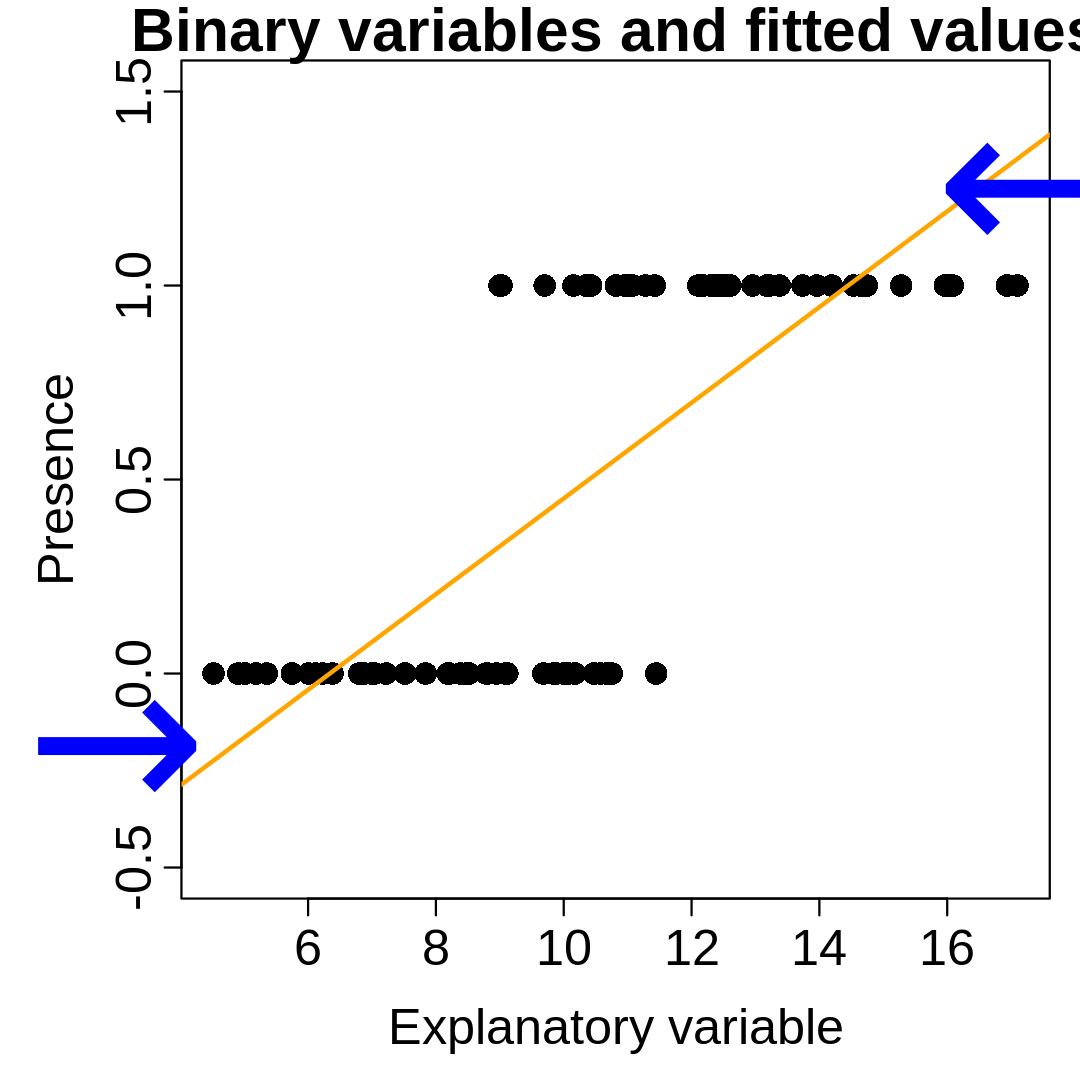 Binary variables and fitted values
1.5
1.0
0.5
0.0
-0.5
Presence
6 8 10 12 14 16
Explanatory variable